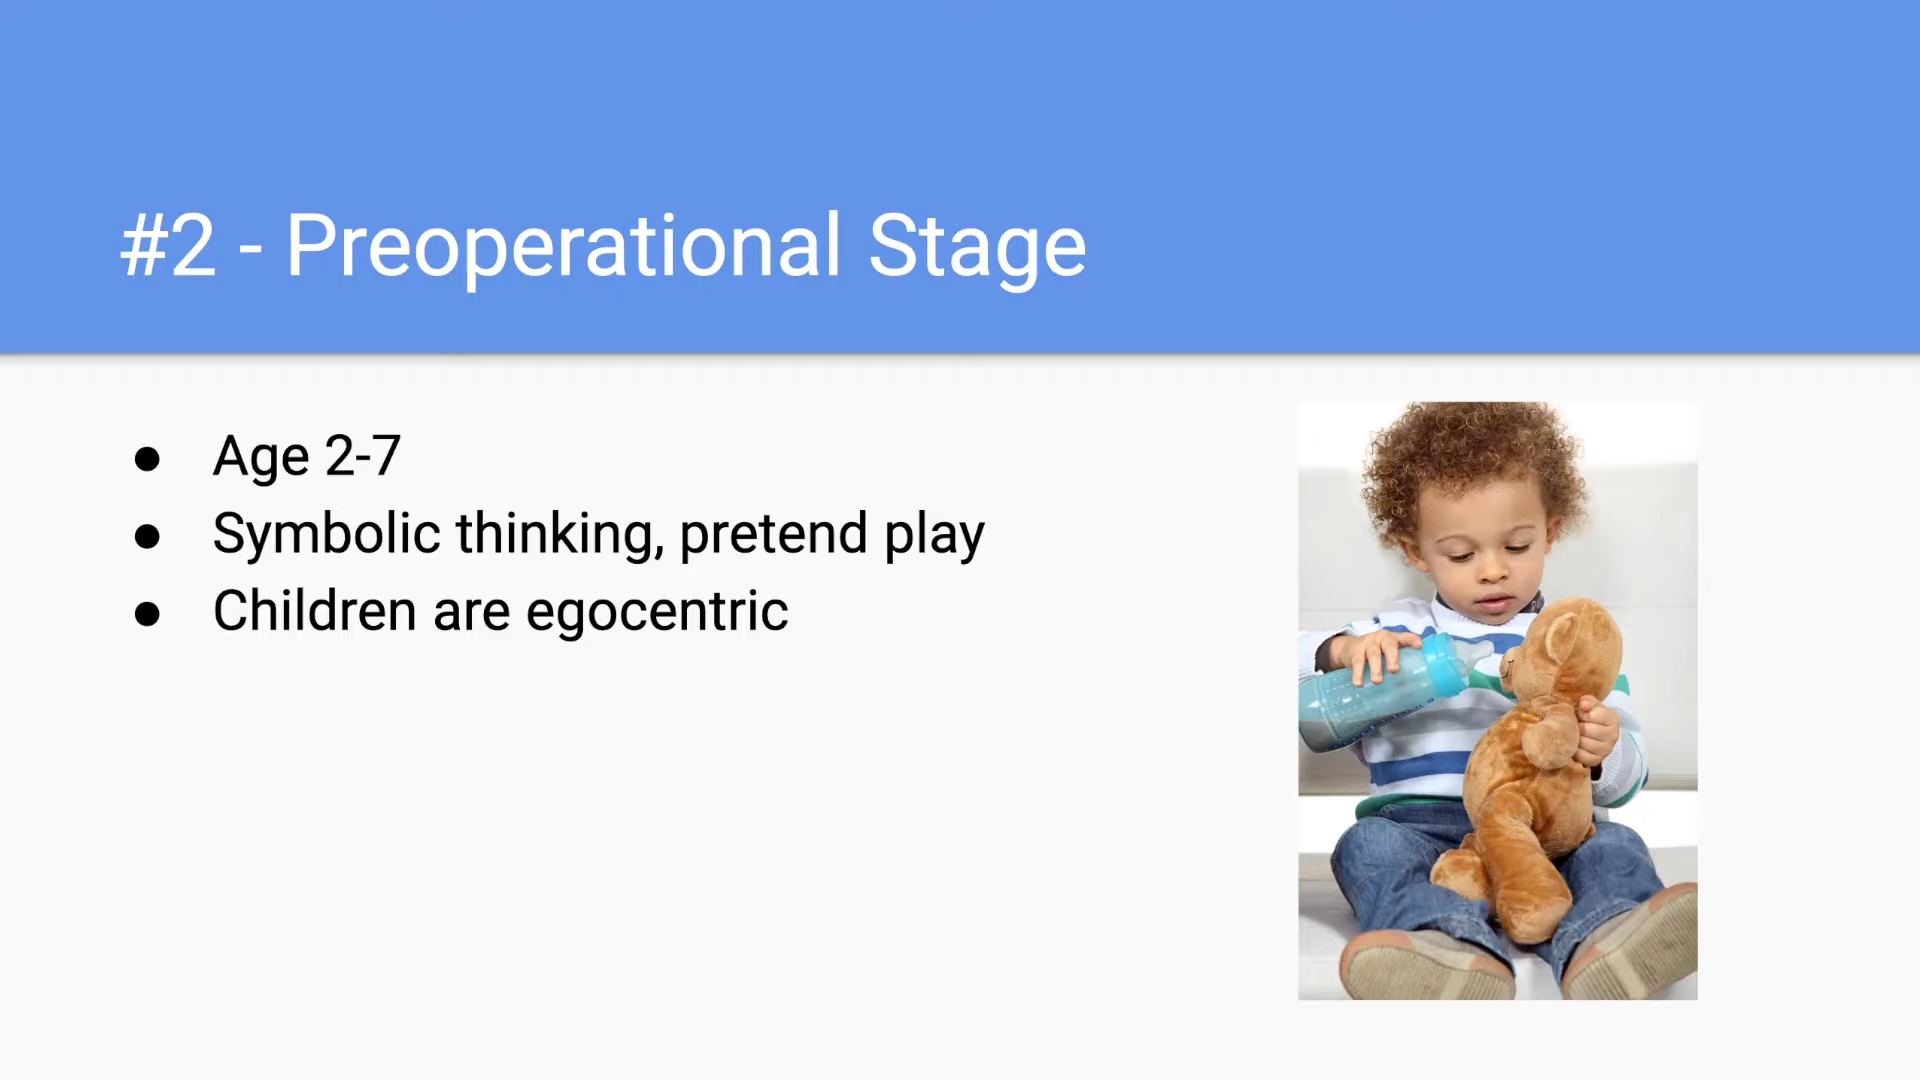 #2 - Preoperational Stage
● Age 2-7
● Symbolic thinking, pretend play
● Children are egocentric